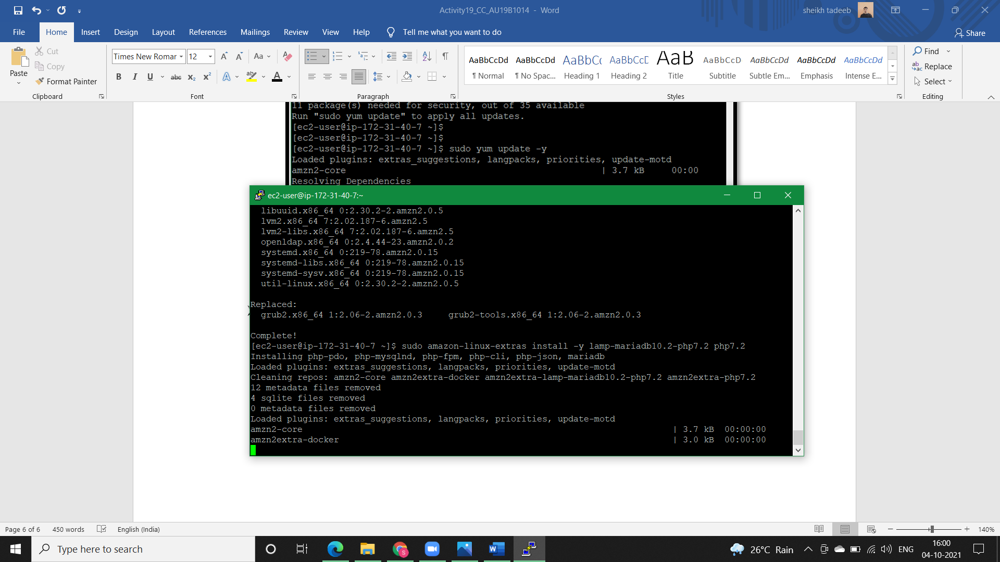 Activity19_CC_AU19B1014 - Word
sheikh tadeeb
File Home Insert Design Layout References Mailings Review View Help Tell me what you want to do
Share
Paste
Cut
Copy
Format Painter
Clipboard
Times New Romar 12
Font
Paragraph
AaBbCcDd AaBbCcDd AaBbC( AaBbCcC AaB AaBbCcD AaBbCcDd AaBbCcDd AaBbCcDd
¶ Normal ¶ No Spac... Heading 1 Heading 2 Title Subtitle Subtle Em... Emphasis Intense E...
Styles
Find
Replace
Select
Editing
11 package(s) needed for security, out of 35 available
Run "sudo yum update" to apply all updates.
[ec2-user@ip-172-31-40-7 ~]$
[ec2-user@ip-172-31-40-7 ~]$
[ec2-user@ip-172-31-40-7 ~]$ sudo yum update -y
Loaded plugins: extras_suggestions, langpacks, priorities, update-motd
amzn2-core | 3.7 kB 00:00
Resolving Dependencies
ec2-user@ip-172-31-40-7:~
libuuid.x86_64 0:2.30.2-2.amzn2.0.5
lvm2.x86_64 7:2.02.187-6.amzn2.5
lvm2-libs.x86_64 7:2.02.187-6.amzn2.5
openldap.x86_64 0:2.4.44-23.amzn2.0.2
systemd.x86_64 0:219-78.amzn2.0.15
systemd-libs.x86_64 0:219-78.amzn2.0.15
systemd-sysv.x86_64 0:219-78.amzn2.0.15
util-linux.x86_64 0:2.30.2-2.amzn2.0.5
Replaced:
grub2.x86_64 1:2.06-2.amzn2.0.3 grub2-tools.x86_64 1:2.06-2.amzn2.0.3
Complete!
[ec2-user@ip-172-31-40-7 ~]$ sudo amazon-linux-extras install -y lamp-mariadb10.2-php7.2 php7.2
Installing php-pdo, php-mysqlnd, php-fpm, php-cli, php-json, mariadb
Loaded plugins: extras_suggestions, langpacks, priorities, update-motd
Cleaning repos: amzn2-core amzn2extra-docker amzn2extra-lamp-mariadb10.2-php7.2 amzn2extra-php7.2
12 metadata files removed
4 sqlite files removed
0 metadata files removed
Loaded plugins: extras_suggestions, langpacks, priorities, update-motd
amzn2-core | 3.7 kB 00:00:00
amzn2extra-docker | 3.0 kB 00:00:00
Page 6 of 6 450 words English (India)
140%
Type here to search
26°C Rain
ENG
16:00
04-10-2021